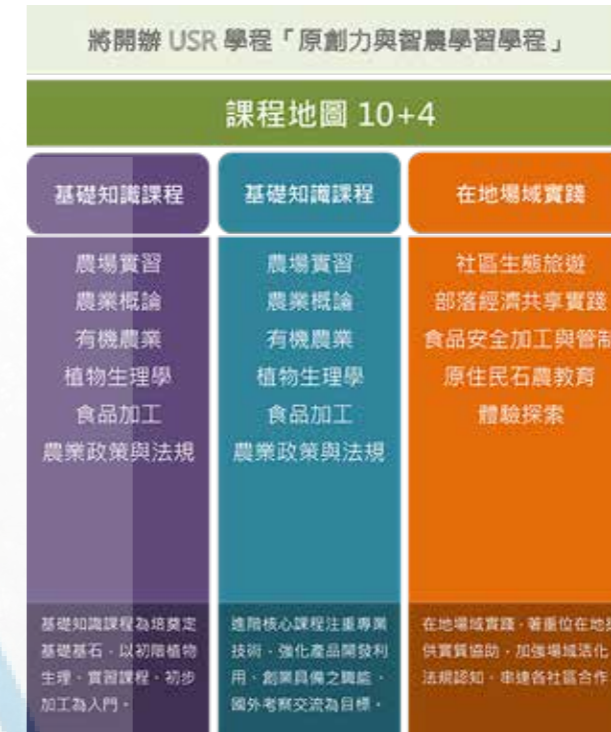 將開辦 USR 學程「原創力與智農學習學程」
課程地圖 10+4
基礎知識課程
農場實習
農業概論
有機農業
植物生理學
食品加工
農業政策與法規
基礎知識課程為培奠定
基礎基石，以初階植物
生理、實習課程、初步
加工為入門。
基礎知識課程
農場實習
農業概論
有機農業
植物生理學
食品加工
農業政策與法規
進階核心課程注重專業
技術，強化產品開發利
用、創業具備之職能，
國外考察交流為目標。
在地場域實踐
社區生態旅遊
部落經濟共享實踐
食品安全加工與管制
原住民石農教育
體驗探索
在地場域實踐，著重位在地
供實質協助，加強場域活化
法規認知，串連各社區合作